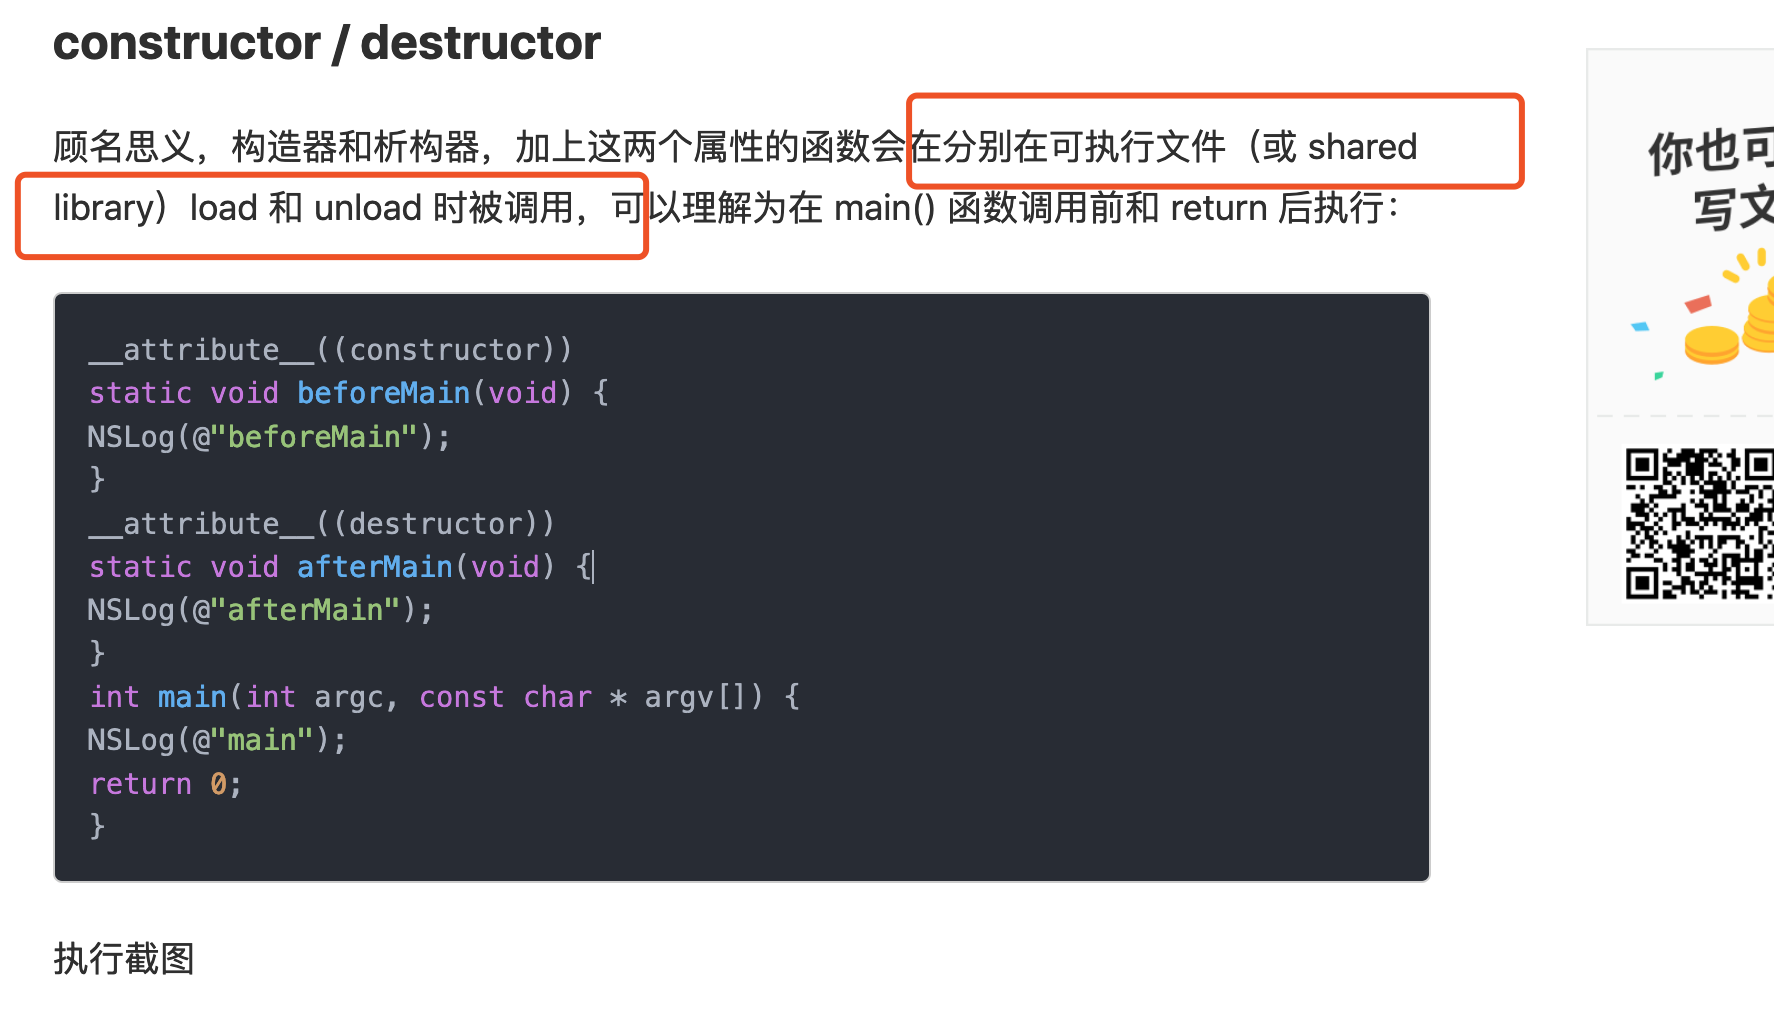 constructor / destructor
顾名思义，构造器和析构器，加上这两个属性的函数会在分别在可执行文件（或 shared
library）load 和 unload 时被调用，可以理解为在 main() 函数调用前和 return 后执行：
__attribute__((constructor))
static void beforeMain(void) {
NSLog(@"beforeMain");
}
__attribute__((destructor))
static void afterMain(void) {
NSLog(@"afterMain");
}
int main(int argc, const char * argv[]) {
NSLog(@"main");
return 0;
}
执行截图
你也可
写文